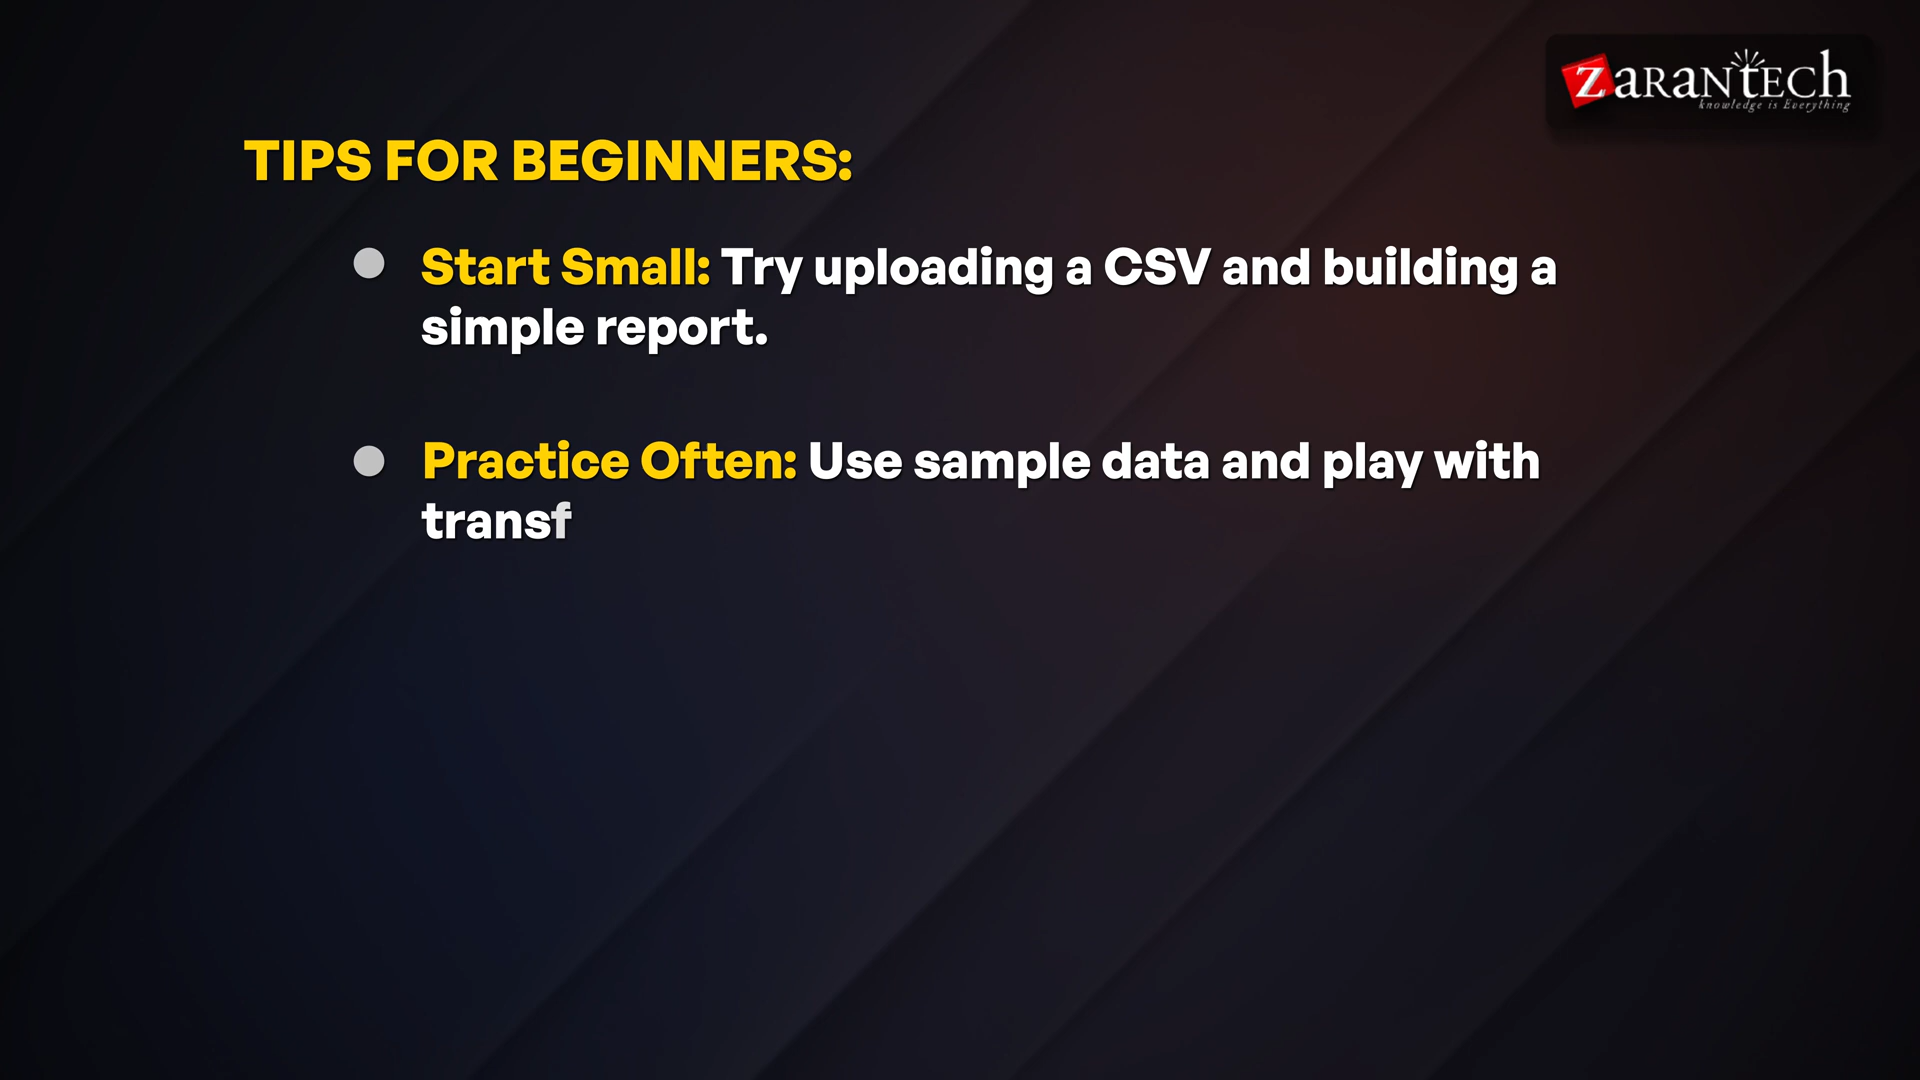 ZARANTECH
knowledge is Everything
TIPS FOR BEGINNERS:
Start Small: Try uploading a CSV and building a
simple report.
Practice Often: Use sample data and play with
transf